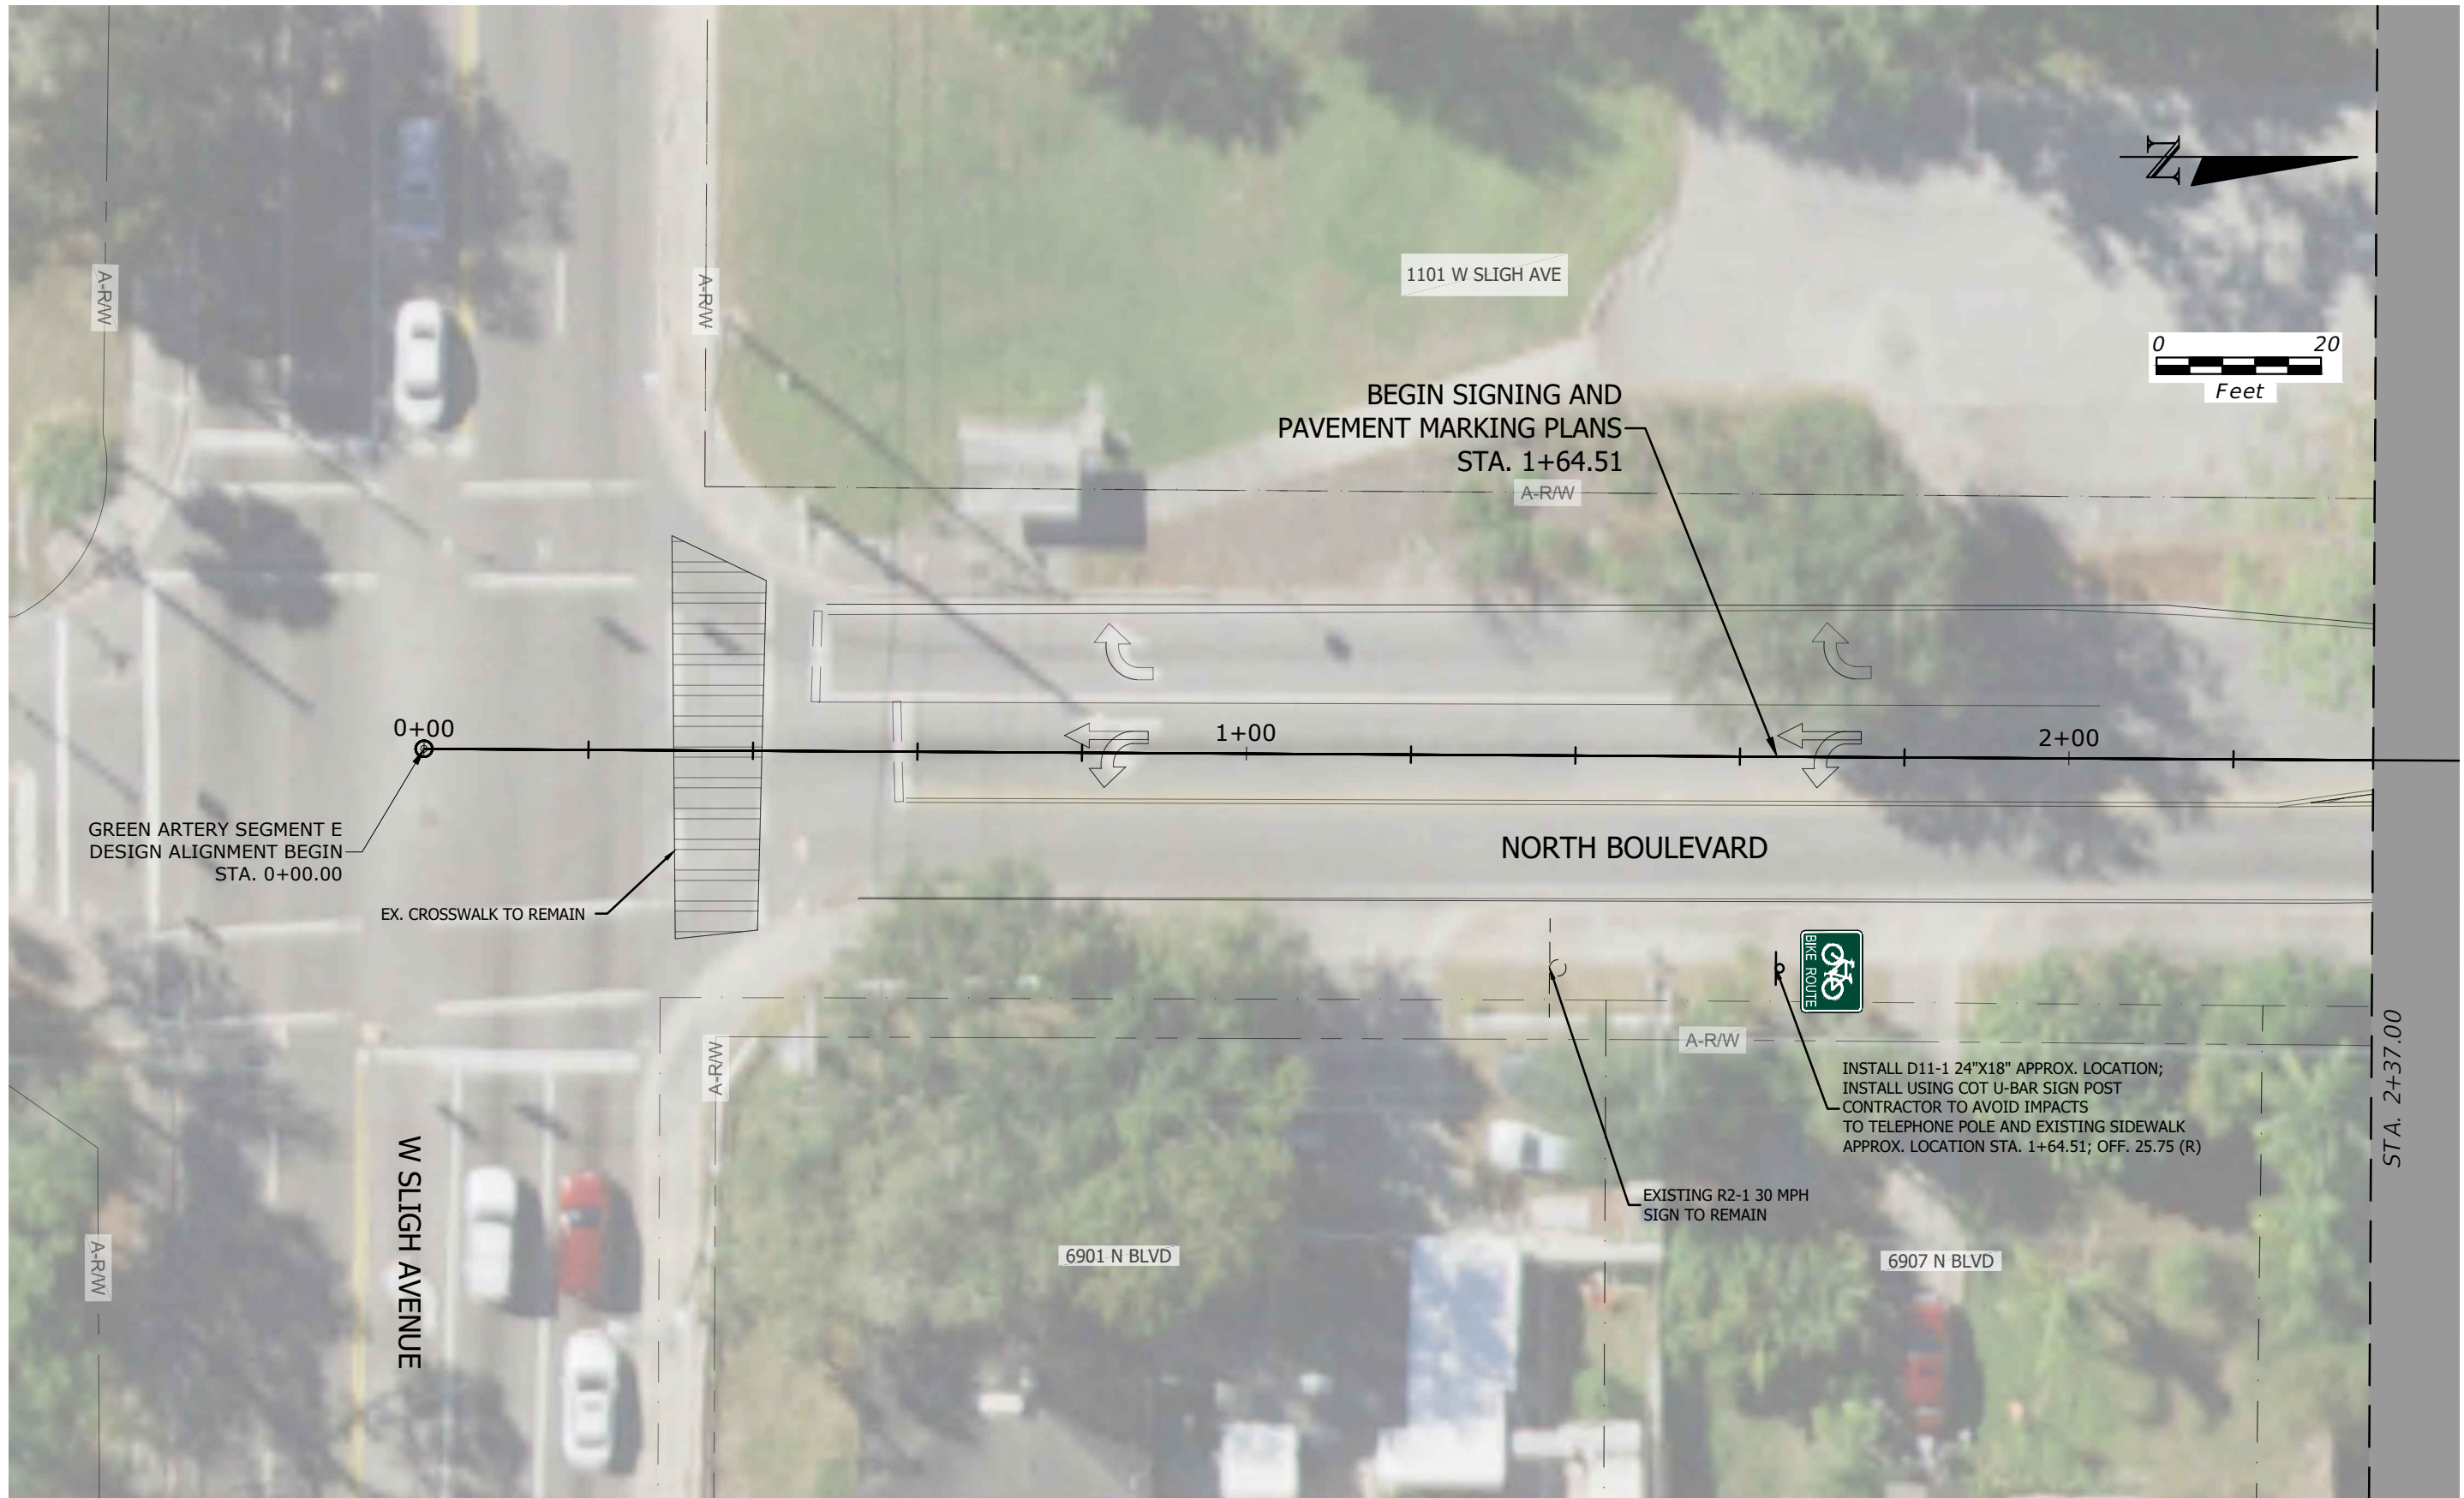 A-R/W
A-R/W
N
1101 W SLIGH AVE
0 20
Feet
BEGIN SIGNING AND
PAVEMENT MARKING PLANS
STA. 1+64.51
A-R/W
0+00
1+00
2+00
GREEN ARTERY SEGMENT E
DESIGN ALIGNMENT BEGIN
STA. 0+00.00
EX. CROSSWALK TO REMAIN
NORTH BOULEVARD
BIKE ROUTE
A-R/W
A-R/W
INSTALL D11-1 24"X18" APPROX. LOCATION;
INSTALL USING COT U-BAR SIGN POST
CONTRACTOR TO AVOID IMPACTS
TO TELEPHONE POLE AND EXISTING SIDEWALK
APPROX. LOCATION STA. 1+64.51; OFF. 25.75 (R)
STA. 2+37.00
W SLIGH AVENUE
EXISTING R2-1 30 MPH
SIGN TO REMAIN
A-R/W
6901 N BLVD
6907 N BLVD